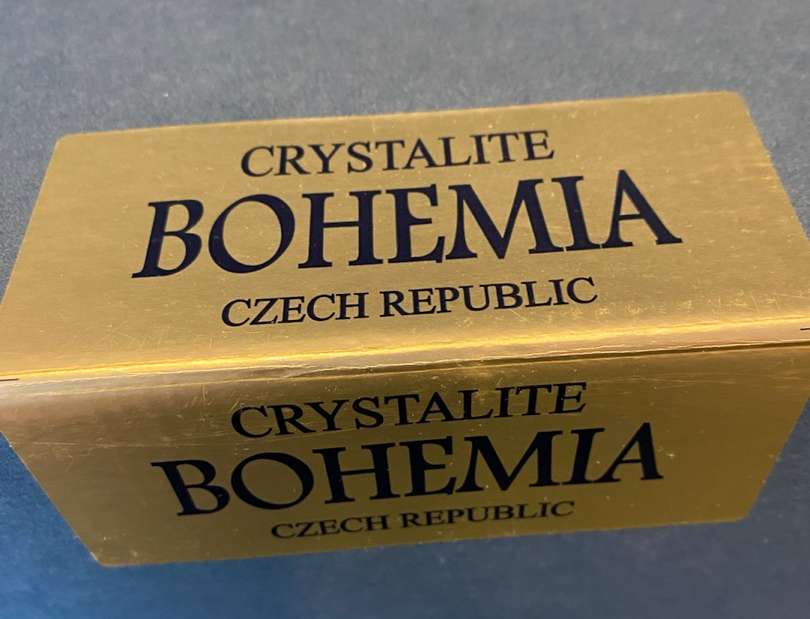 CRYSTALITE
BOHEMIA
CZECH REPUBLIC
CRYSTALITE
BOHEMIA
CZECH REPUBLIC